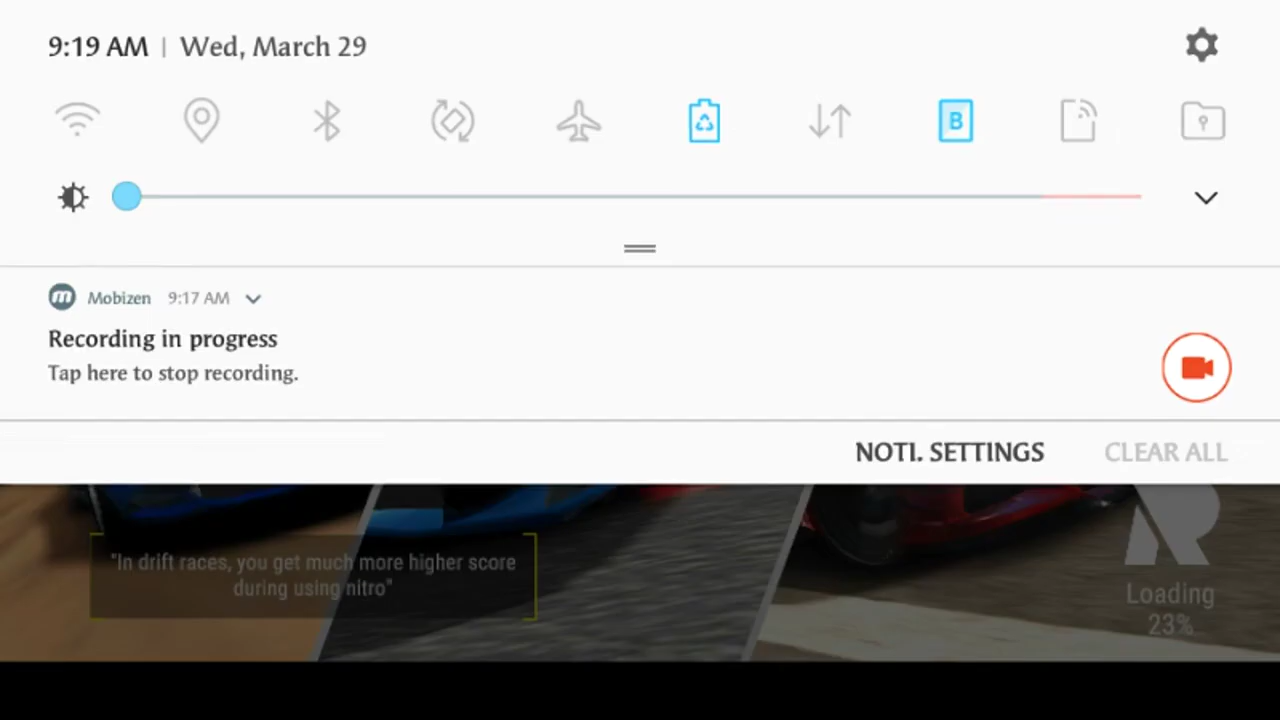 9:19 AM | Wed, March 29
B
m Mobizen 9:17 AM
Recording in progress
Tap here to stop recording.
NOTI. SETTINGS CLEAR ALL
"In drift races, you get much more higher score
during using nitro"
R
Loading
23%